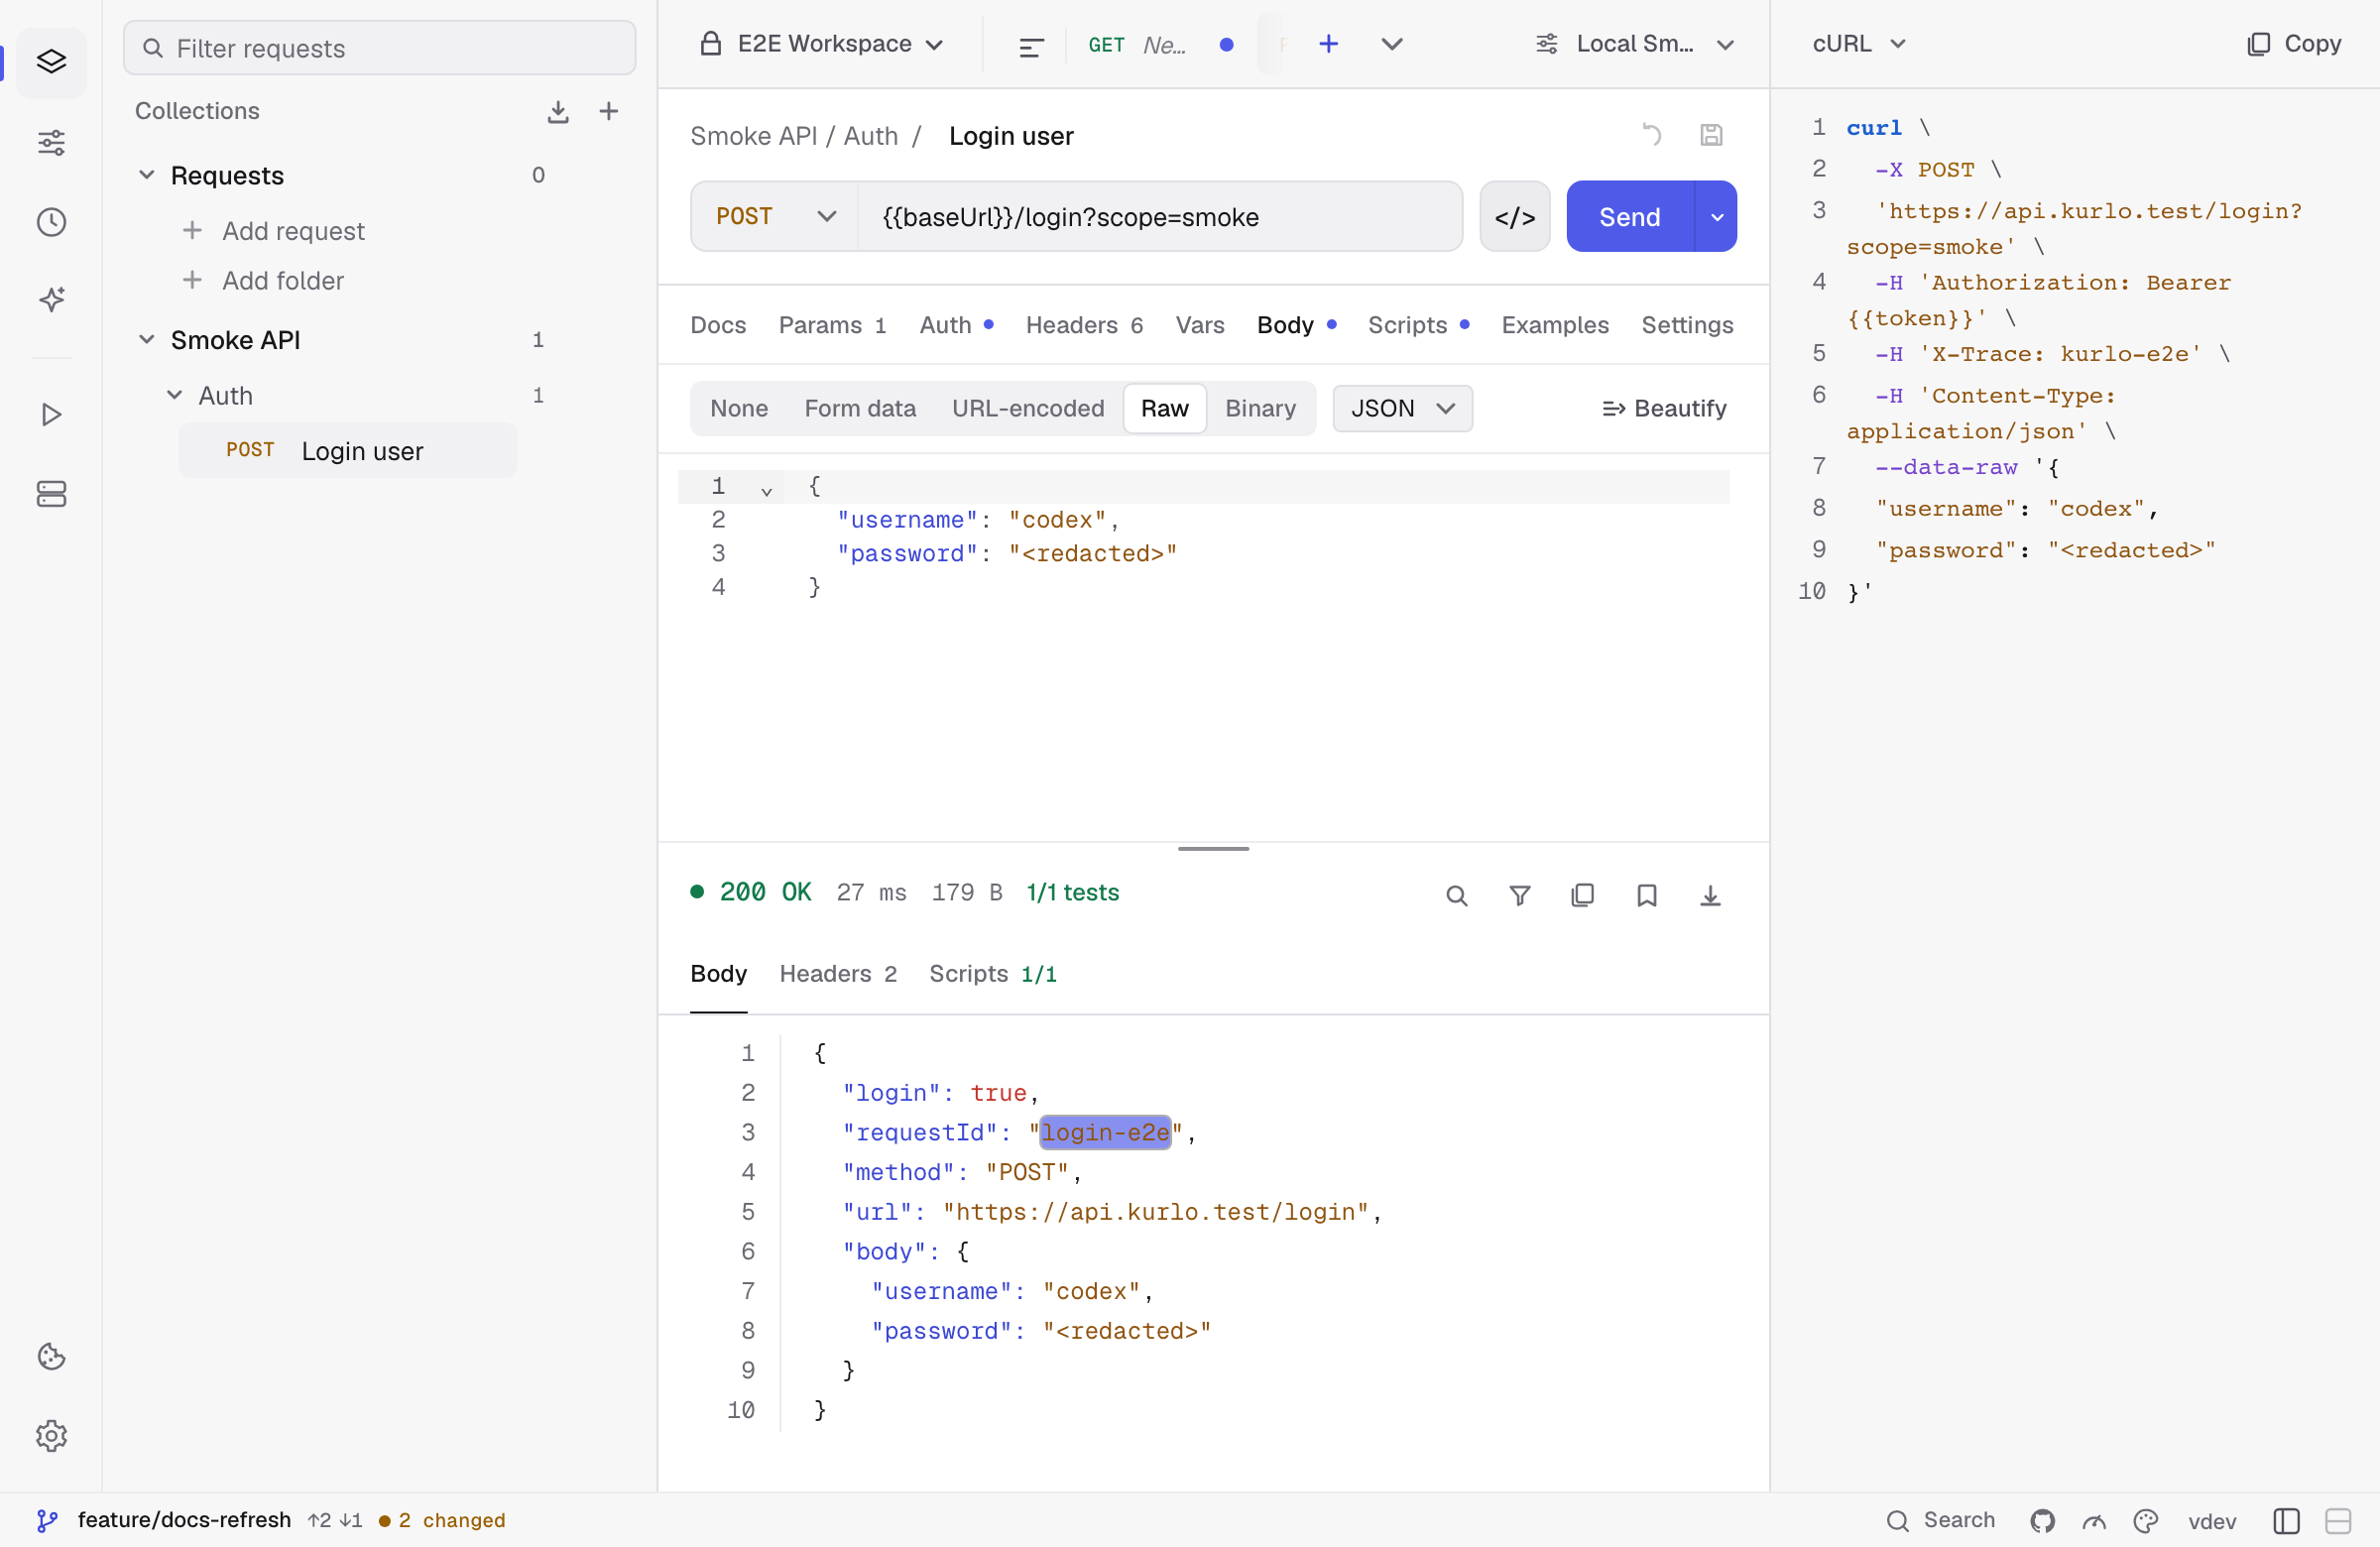 Filter requests
Collections
Requests 0
Add request
Add folder
Smoke API 1
Auth 1
POST Login user
E2E Workspace
GET Ne...
Local Sm...
Smoke API / Auth / Login user
POST {{baseUrl}}/login?scope=smoke </> Send
Docs Params 1 Auth Headers 6 Vars Body Scripts Examples Settings
None Form data URL-encoded Raw Binary JSON Beautify
1 {
2 "username": "codex",
3 "password": "<redacted>"
4 }
200 OK 27 ms 179 B 1/1 tests
Body Headers 2 Scripts 1/1
1 {
2 "login": true,
3 "requestId": "login-e2e",
4 "method": "POST",
5 "url": "https://api.kurlo.test/login",
6 "body": {
7 "username": "codex",
8 "password": "<redacted>"
9 }
10 }
cURL Copy
1 curl \
2 -X POST \
3 'https://api.kurlo.test/login?
scope=smoke' \
4 -H 'Authorization: Bearer
{{token}}' \
5 -H 'X-Trace: kurlo-e2e' \
6 -H 'Content-Type:
application/json' \
7 --data-raw '{
8 "username": "codex",
9 "password": "<redacted>"
10 }'
feature/docs-refresh ↑2 ↓1 2 changed
Search vdev